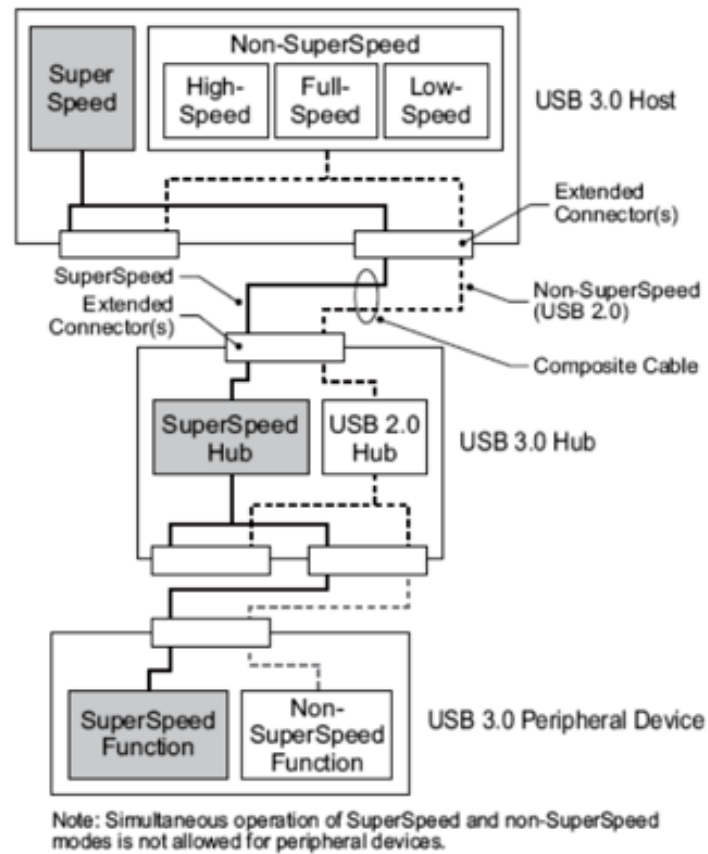 Super
Speed
Non-SuperSpeed
High-
Speed
Full-
Speed
Low-
Speed
USB 3.0 Host
Extended
Connector(s)
SuperSpeed
Extended
Connector(s)
Non-SuperSpeed
(USB 2.0)
Composite Cable
SuperSpeed
Hub
USB 2.0
Hub
USB 3.0 Hub
SuperSpeed
Function
Non-
SuperSpeed
Function
USB 3.0 Peripheral Device
Note: Simultaneous operation of SuperSpeed and non-SuperSpeed
modes is not allowed for peripheral devices.